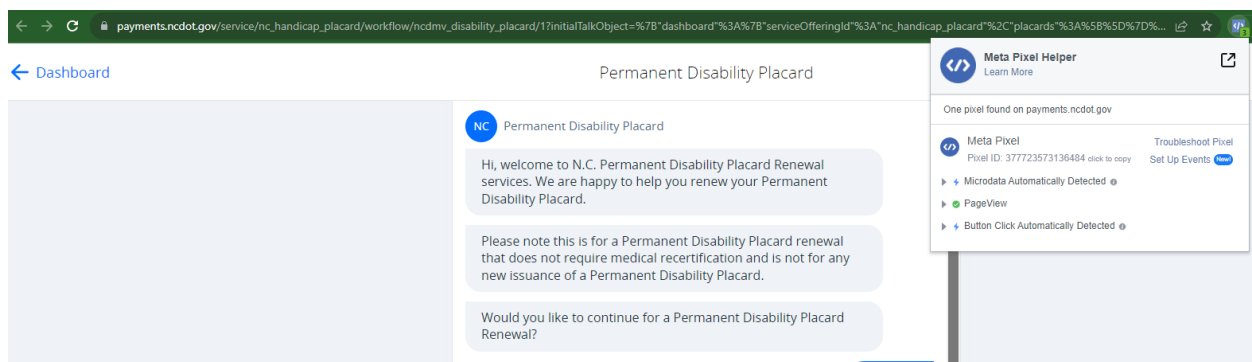 payments.ncdot.gov/service/nc_handicap_placard/workflow/ncdmv_disability_placard/1?initialTalkObject=%7B"dashboard"%3A%7B"serviceOfferingId"%3A"nc_handicap_placard"%2C"placards"%3A%5B%5D%7D%...
3
Dashboard
Permanent Disability Placard
NC Permanent Disability Placard
Hi, welcome to N.C. Permanent Disability Placard Renewal
services. We are happy to help you renew your Permanent
Disability Placard.
Please note this is for a Permanent Disability Placard renewal
that does not require medical recertification and is not for any
new issuance of a Permanent Disability Placard.
Would you like to continue for a Permanent Disability Placard
Renewal?
Meta Pixel Helper
Learn More
One pixel found on payments.ncdot.gov
Meta Pixel
Troubleshoot Pixel
Pixel ID: 377723573136484 click to copy
Set Up Events New!
Microdata Automatically Detected
PageView
Button Click Automatically Detected